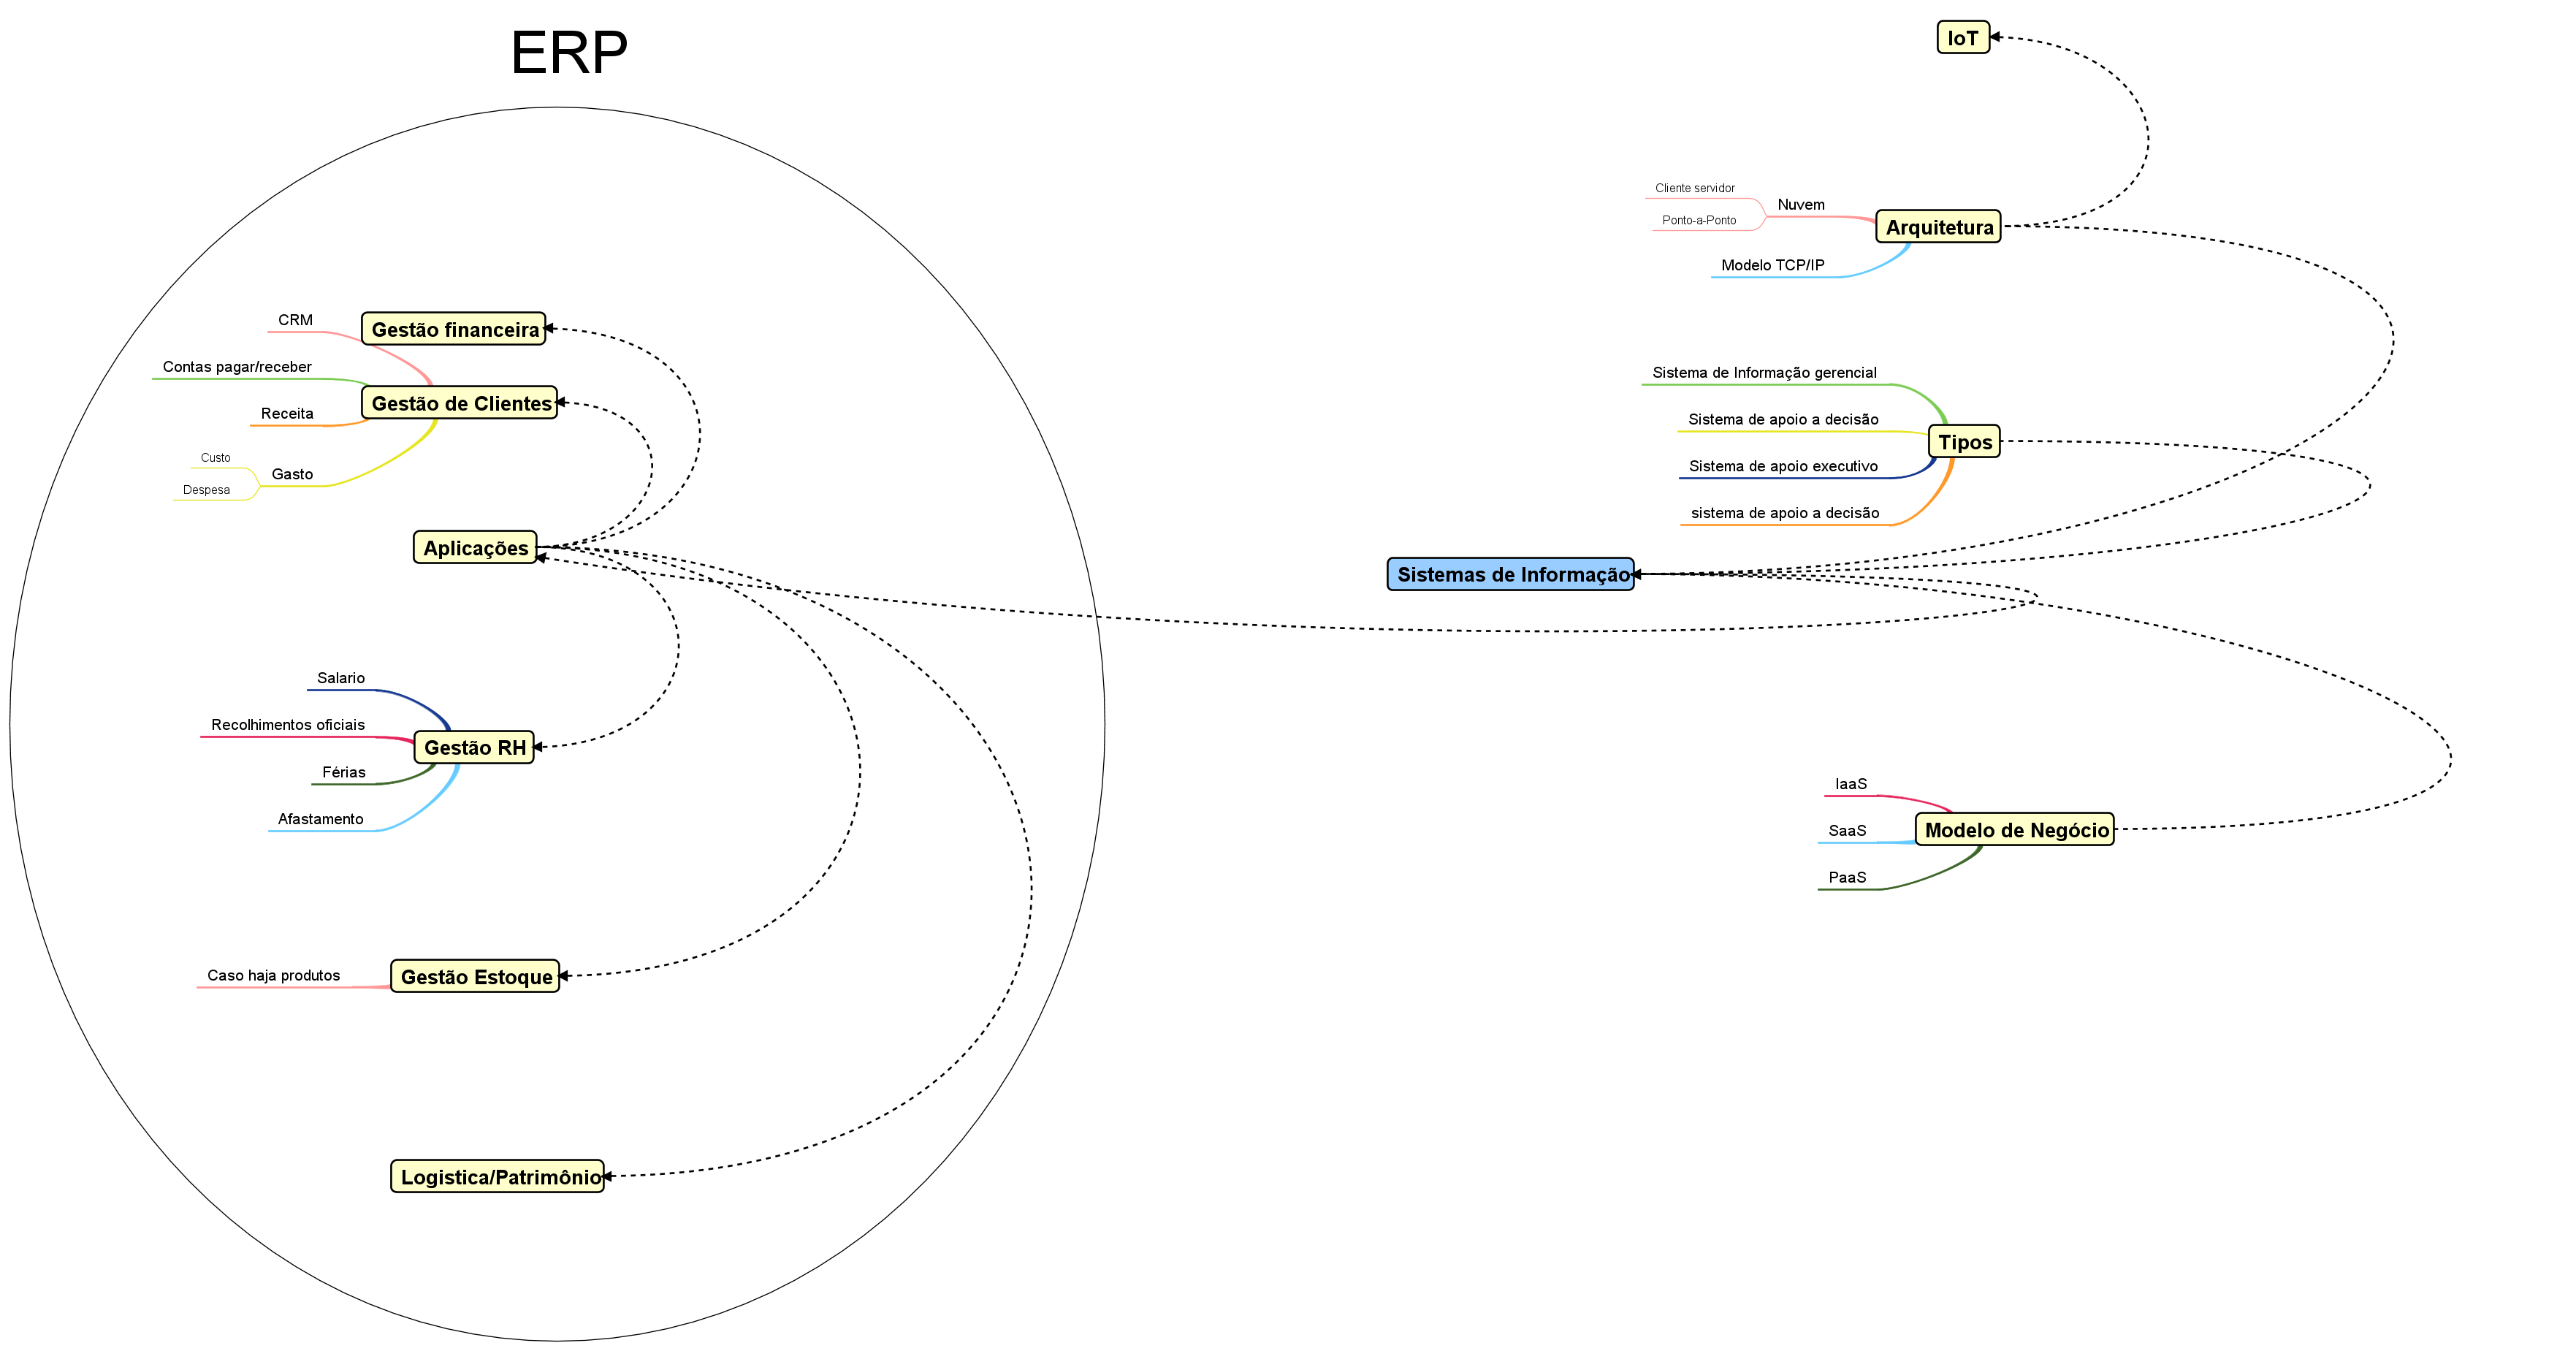 ERP
CRM
Gestão financeira
Contas pagar/receber
Gestão de Clientes
Receita
Custo
Gasto
Despesa
Aplicações
Salario
Recolhimentos oficiais
Gestão RH
Férias
Afastamento
Caso haja produtos
Gestão Estoque
Logistica/Patrimônio
IoT
Cliente servidor
Nuvem
Ponto-a-Ponto
Arquitetura
Modelo TCP/IP
Sistema de Informação gerencial
Sistema de apoio a decisão
Tipos
Sistema de apoio executivo
sistema de apoio a decisão
Sistemas de Informação
IaaS
SaaS
Modelo de Negócio
PaaS